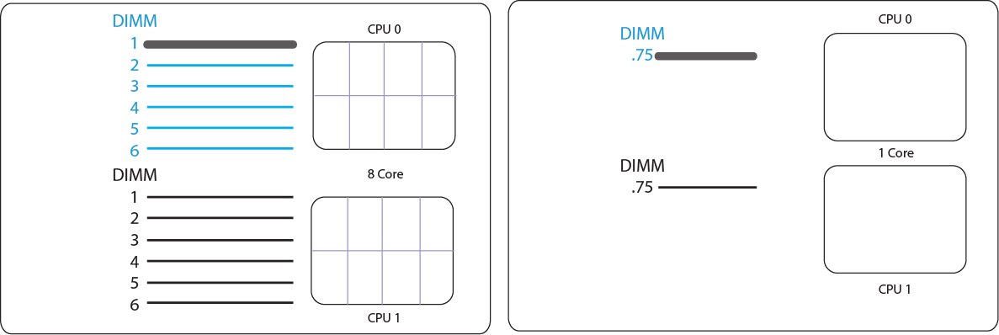 DIMM
1
2
3
4
5
6
CPU 0
DIMM
1
2
3
4
5
6
8 Core
CPU 1
DIMM
.75
CPU 0
DIMM
.75
1 Core
CPU 1